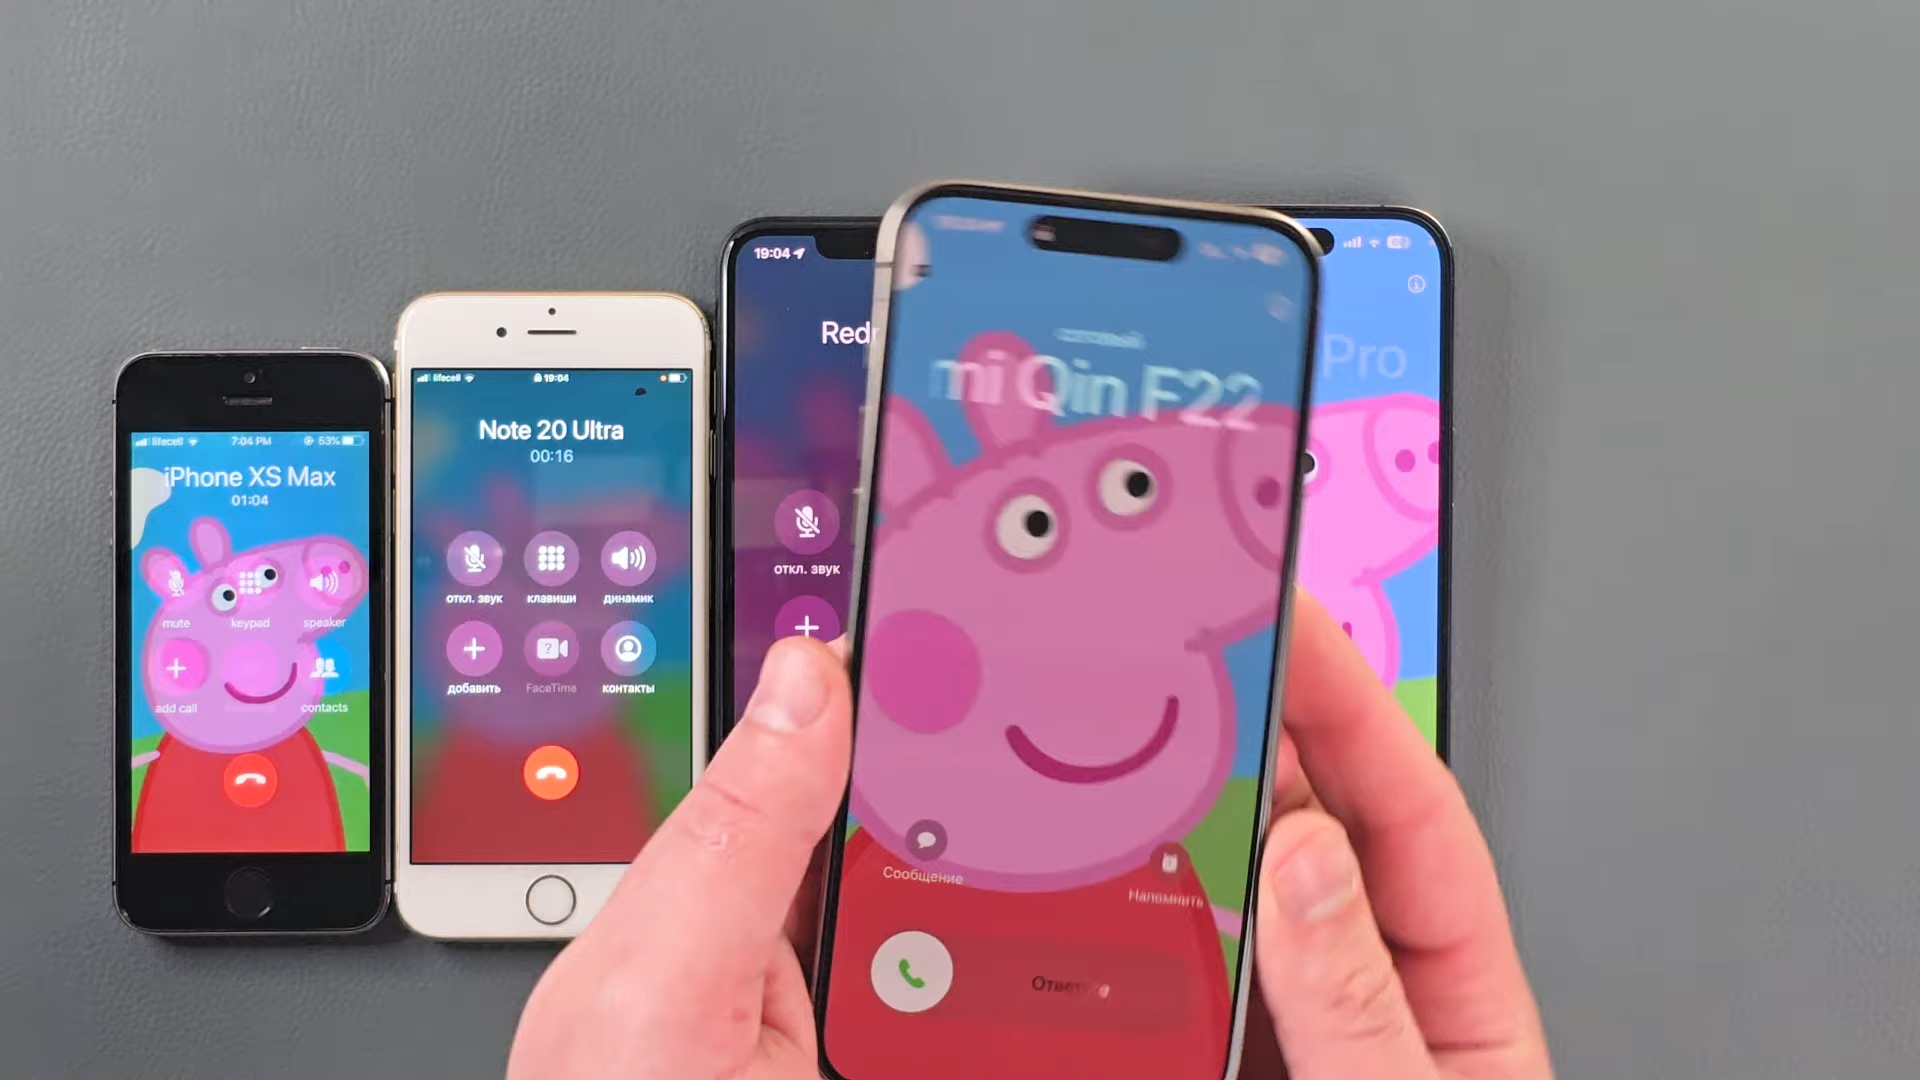 lifecell
7:04 PM
53%
iPhone XS Max
01:04
mute
keypad
speaker
add call
contacts
lifecell
19:04
Note 20 Ultra
00:16
откл. звук
клавиши
динамик
добавить
FaceTime
контакты
19:04
Redr
откл. звук
mi Qin F22
Сообщение
Напомнить
Pro